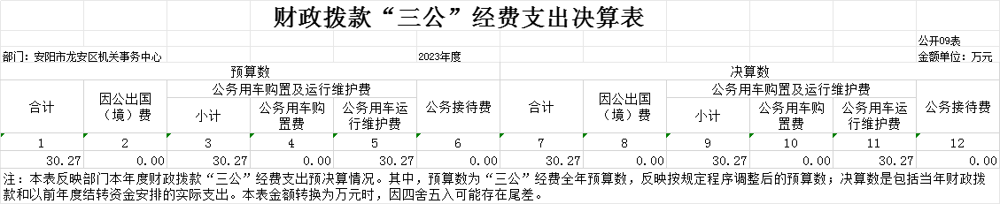 财政拨款“三公”经费支出决算表
公开09表
部门：安阳市龙安区机关事务中心 2023年度 金额单位：万元
预算数 决算数
合计 因公出国（境）费 公务用车购置及运行维护费 公务接待费 合计 因公出国（境）费 公务用车购置及运行维护费 公务接待费
小计 公务用车购置费 公务用车运行维护费 小计 公务用车购置费 公务用车运行维护费
1 2 3 4 5 6 7 8 9 10 11 12
30.27 0.00 30.27 0.00 30.27 0.00 30.27 0.00 30.27 0.00 30.27 0.00
注：本表反映部门本年度财政拨款“三公”经费支出预决算情况。其中，预算数为“三公”经费全年预算数，反映按规定程序调整后的预算数；决算数是包括当年财政拨
款和以前年度结转资金安排的实际支出。本表金额转换为万元时，因四舍五入可能存在尾差。